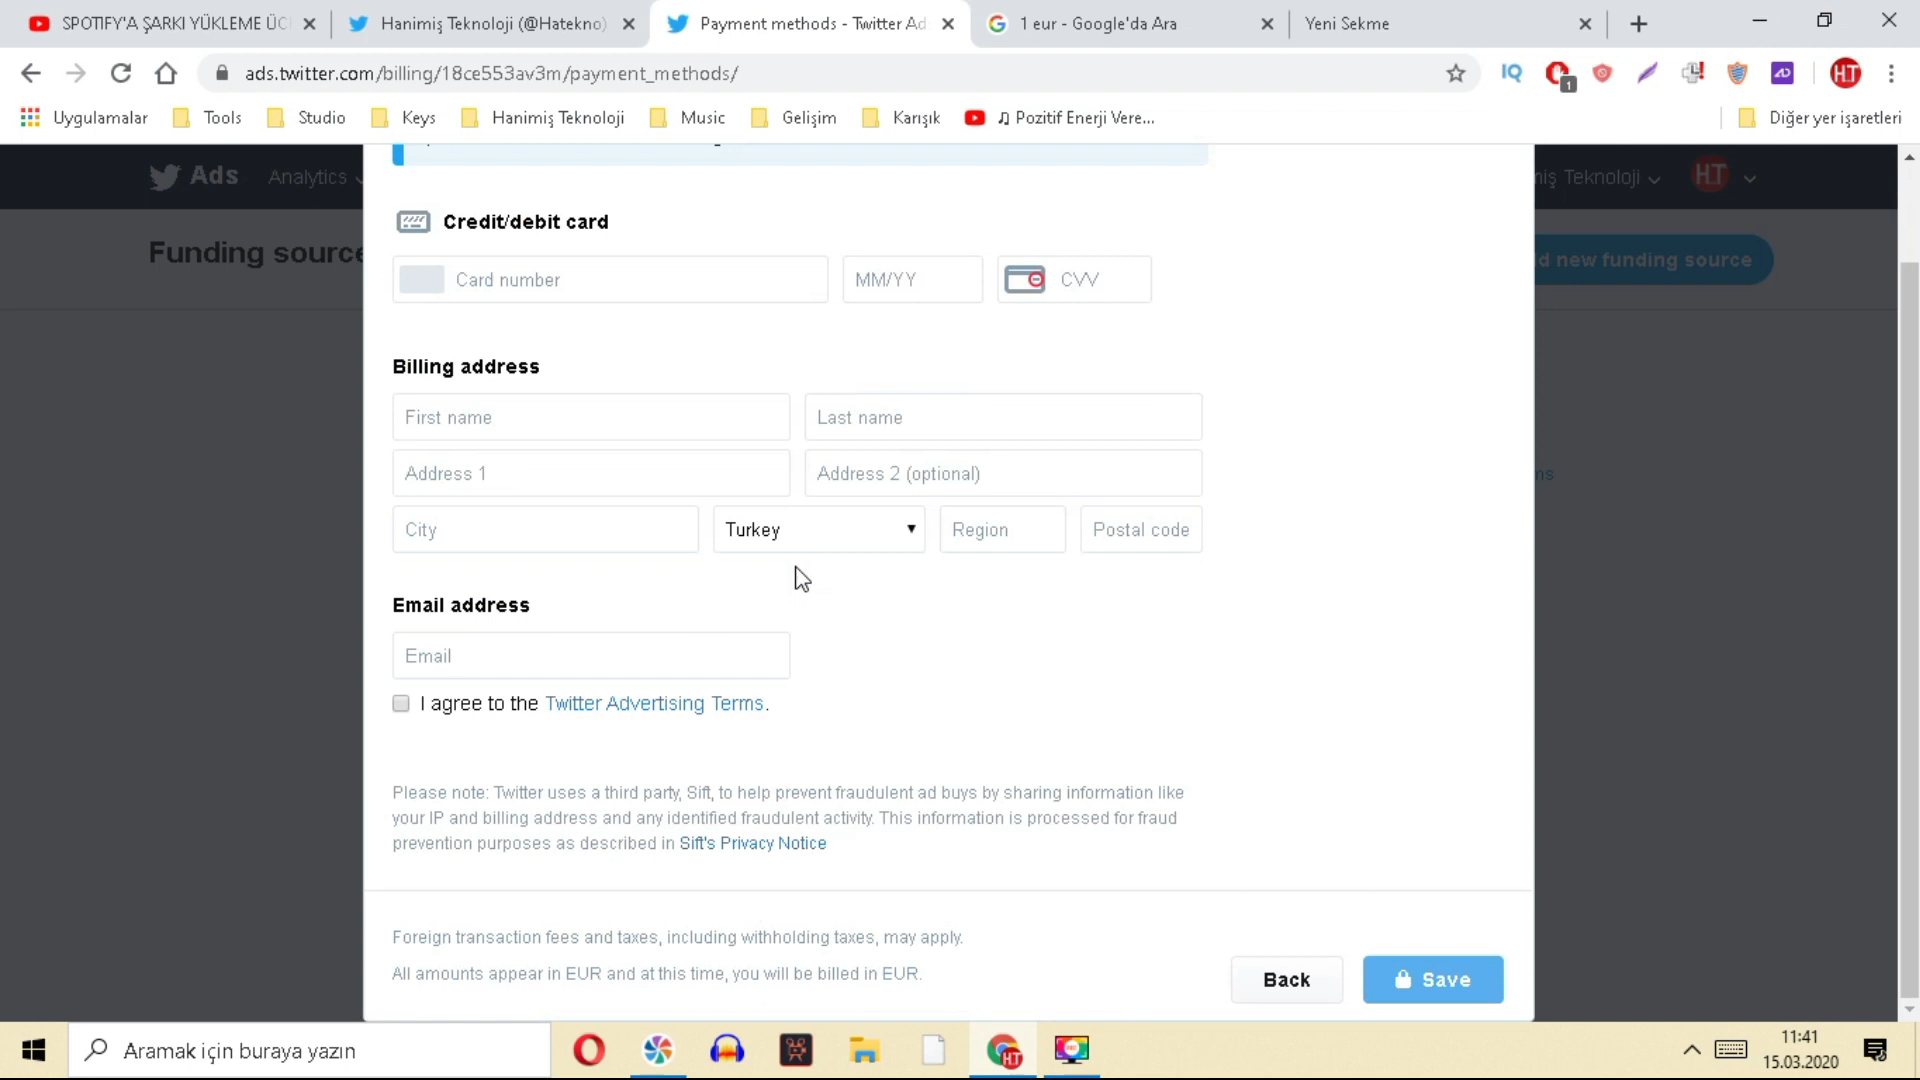 SPOTIFY'A ŞARKI YÜKLEME ÜC
Hanimiş Teknoloji (@Hatekno)
Payment methods - Twitter Ad
1 eur - Google'da Ara
Yeni Sekme
ads.twitter.com/billing/18ce553av3m/payment_methods/
Uygulamalar
Tools
Studio
Keys
Hanimiş Teknoloji
Music
Gelişim
Karışık
♫ Pozitif Enerji Vere...
Diğer yer işaretleri
Ads
Analytics
niş Teknoloji
HT
Funding source
d new funding source
Credit/debit card
Card number
MM/YY
CVV
Billing address
First name
Last name
Address 1
Address 2 (optional)
ns
City
Turkey
Region
Postal code
Email address
Email
I agree to the Twitter Advertising Terms.
Please note: Twitter uses a third party, Sift, to help prevent fraudulent ad buys by sharing information like
your IP and billing address and any identified fraudulent activity. This information is processed for fraud
prevention purposes as described in Sift's Privacy Notice
Foreign transaction fees and taxes, including withholding taxes, may apply.
All amounts appear in EUR and at this time, you will be billed in EUR.
Back
Save
Aramak için buraya yazın
11:41
15.03.2020